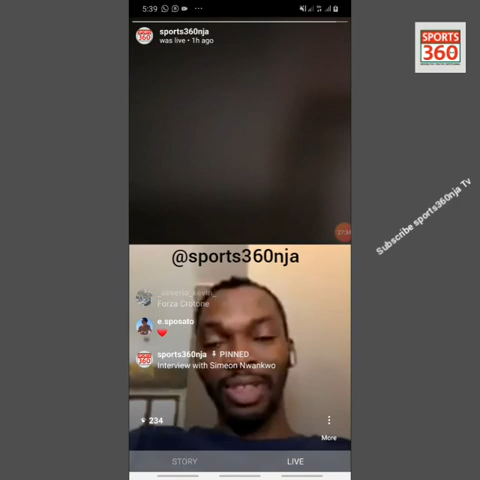 5:39
sports360nja
was live • 1h ago
SPORTS
360
Subscribe sports360nja Tv
@sports360nja
Forza Crotone
e.sposato
sports360nja PINNED
Interview with Simeon Nwankwo
234
More
STORY
LIVE